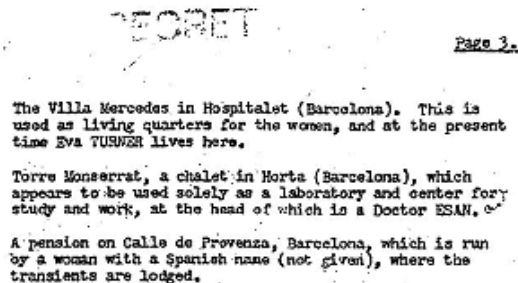 SECRET
Page 3.
The Villa Mercedes in Hospitalet (Barcelona). This is
used as living quarters for the women, and at the present
time Eva TURNER lives here.
Torre Monserrat, a chalet in Horta (Barcelona), which
appears to be used solely as a laboratory and center for
study and work, at the head of which is a Doctor ESAN.
A pension on Calle de Provenza, Barcelona, which is run
by a woman with a Spanish name (not given), where the
transients are lodged.